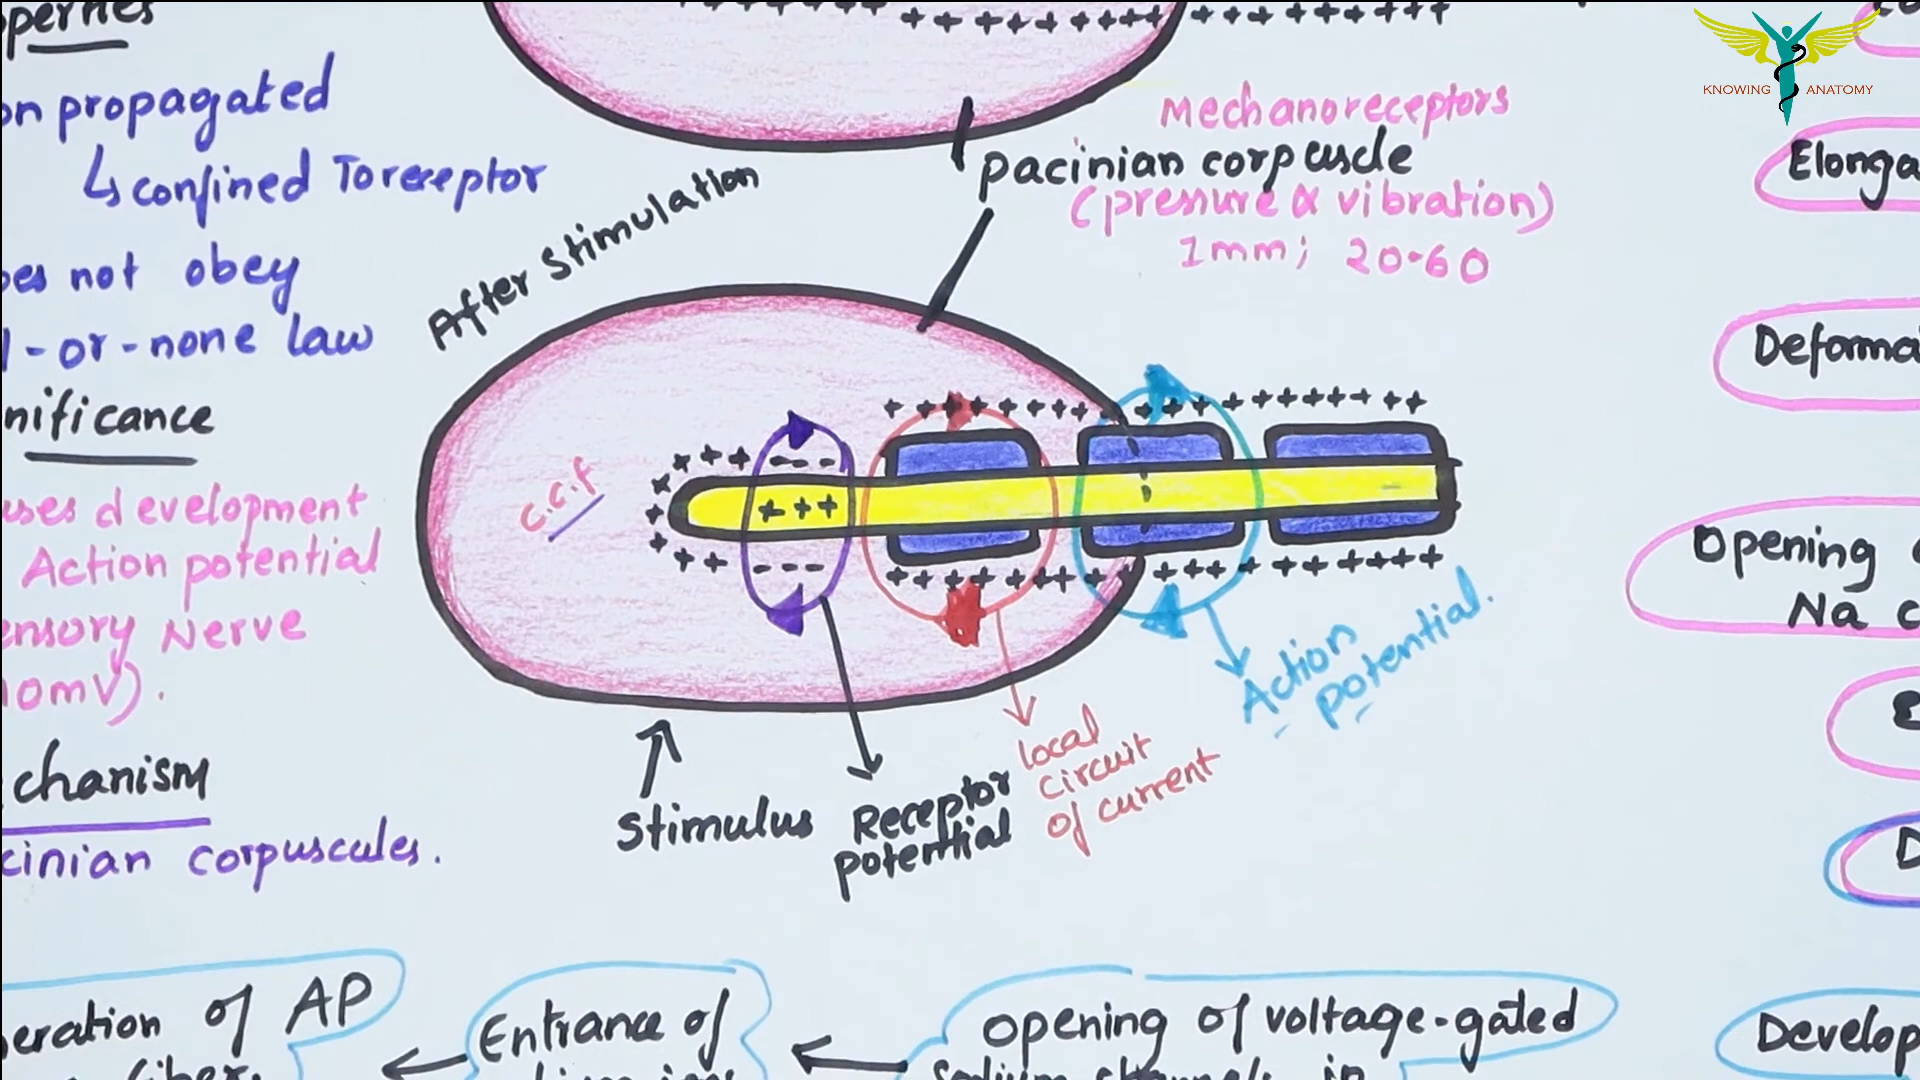 on propagated
↳ confined To receptor
oes not obey
l-or-none law
nificance
uses development
Action potential
ensory Nerve
10mV).
chanism
cinian corpuscules.
After Stimulation
Mechanoreceptors
pacinian corpuscle
(pressure & vibration)
1mm; 20-60
c.c.f
+ + +
- - -
Stimulus
Receptor
potential
local
circuit
of current
Action
potential.
KNOWING ANATOMY
Elonga
Deforma
Opening
Na c
E
D
Develop
eration of AP
fiber.
Entrance of
Opening of voltage-gated